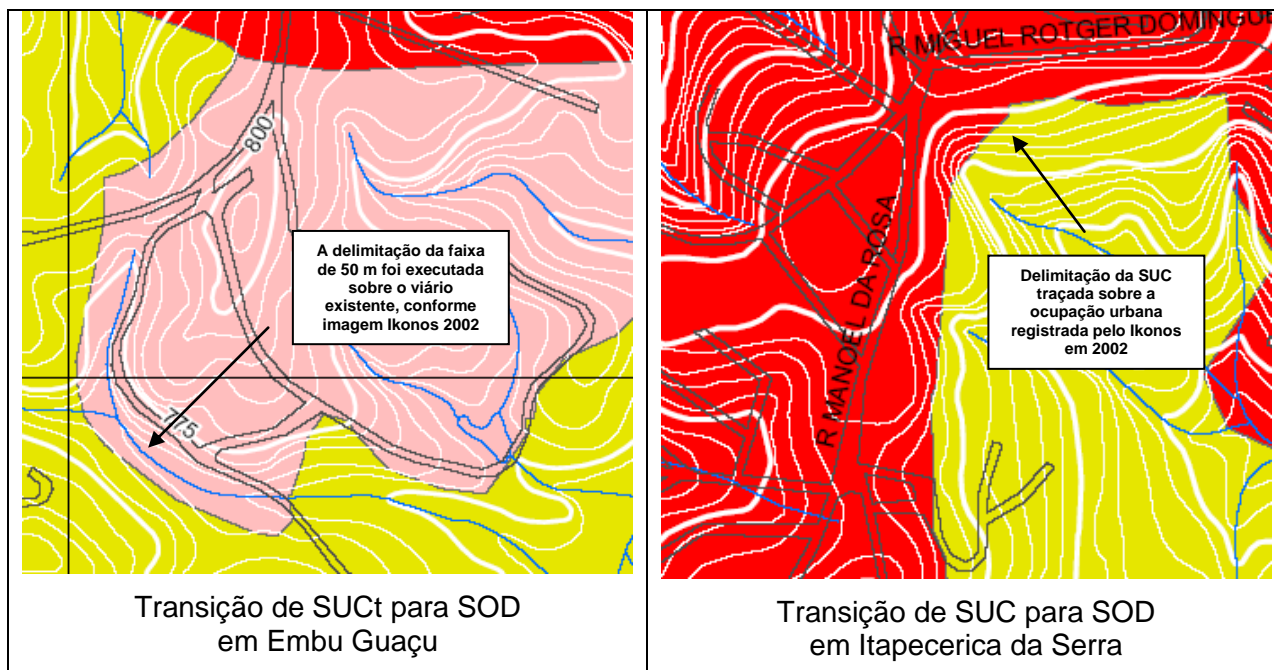 800
A delimitação da faixa
de 50 m foi executada
sobre o viário
existente, conforme
imagem Ikonos 2002
775
Transição de SUCt para SOD
em Embu Guaçu
R MIGUEL ROTGER DOMINGUE
R MANOEL DA ROSA
Delimitação da SUC
traçada sobre a
ocupação urbana
registrada pelo Ikonos
em 2002
Transição de SUC para SOD
em Itapecerica da Serra